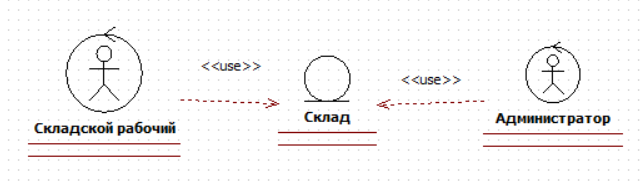 <<use>>
<<use>>
Складской рабочий
Склад
Администратор